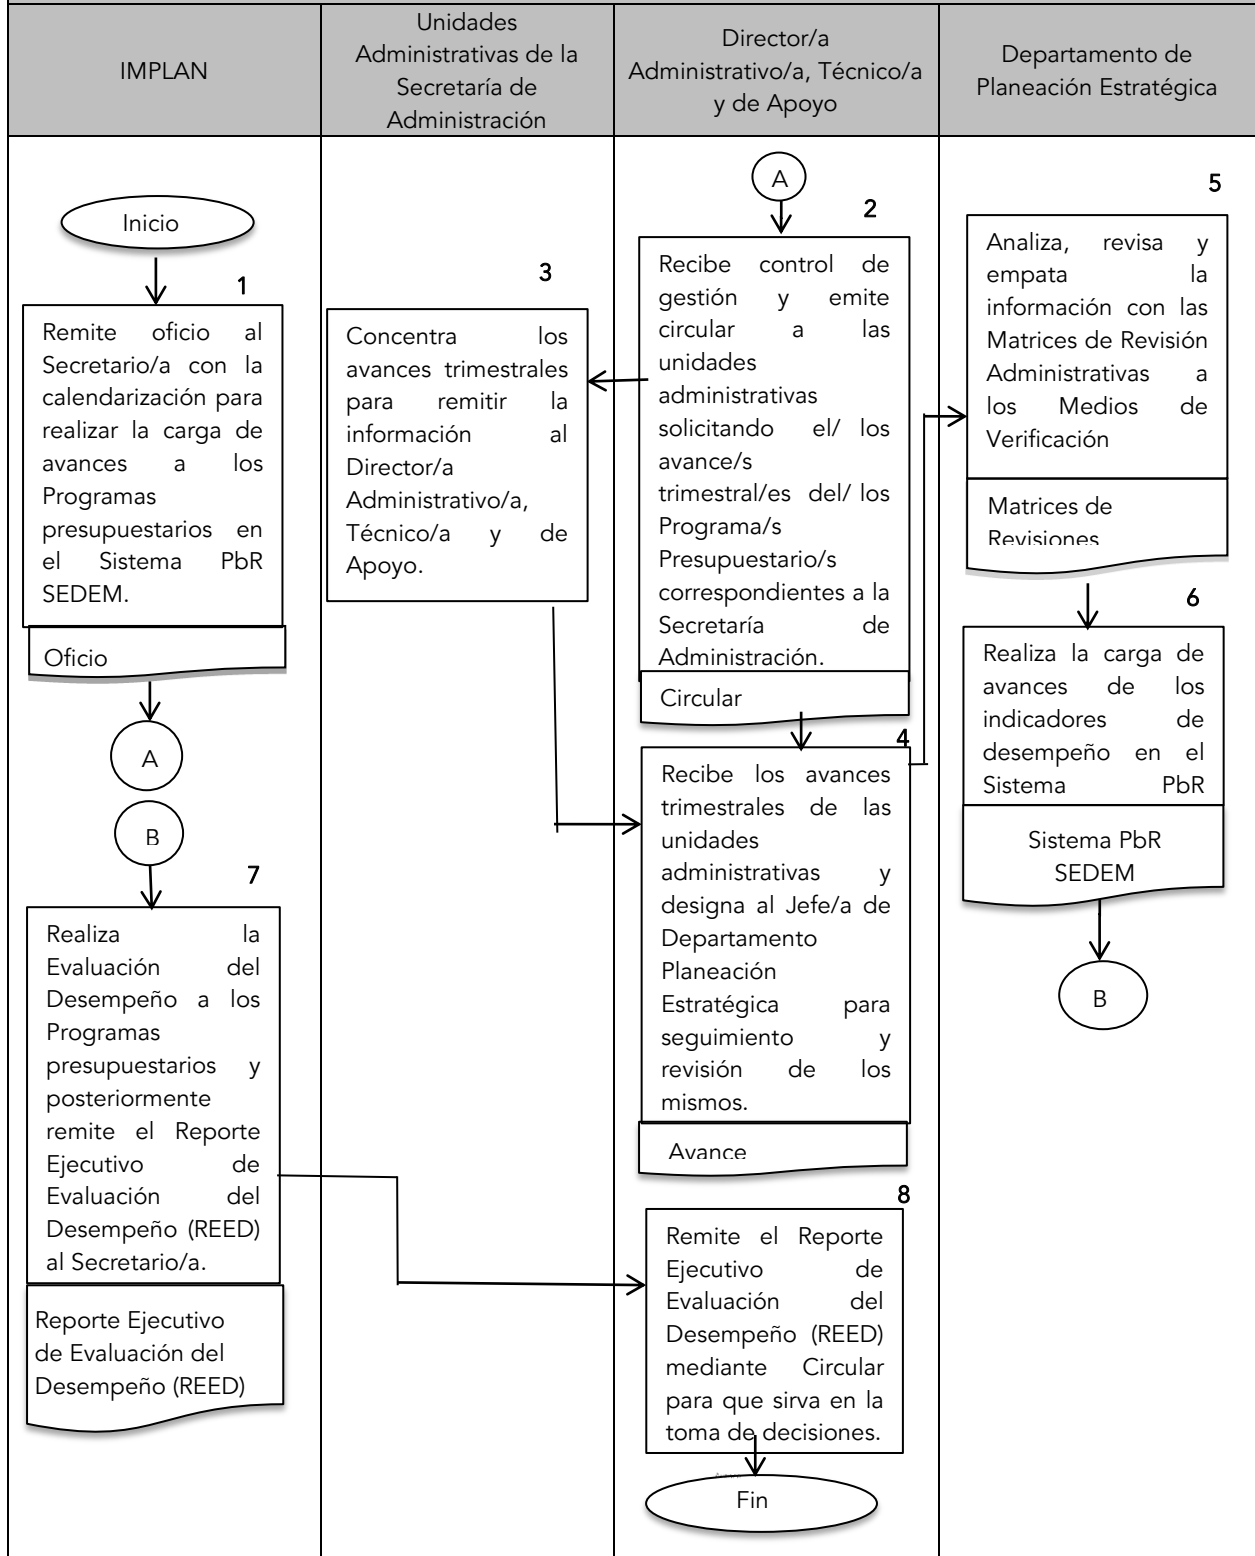 IMPLAN
Unidades
Administrativas de la
Secretaría de
Administración
Director/a
Administrativo/a, Técnico/a
y de Apoyo
Departamento de
Planeación Estratégica
Inicio
1
Remite oficio al
Secretario/a con la
calendarización para
realizar la carga de
avances a los
Programas
presupuestarios en
el Sistema PbR
SEDEM.
Oficio
A
B
7
Realiza la
Evaluación del
Desempeño a los
Programas
presupuestarios y
posteriormente
remite el Reporte
Ejecutivo de
Evaluación del
Desempeño (REED)
al Secretario/a.
Reporte Ejecutivo
de Evaluación del
Desempeño (REED)
3
Concentra los
avances trimestrales
para remitir la
información al
Director/a
Administrativo/a,
Técnico/a y de
Apoyo.
A
2
Recibe control de
gestión y emite
circular a las
unidades
administrativas
solicitando el/ los
avance/s
trimestral/es del/ los
Programa/s
Presupuestario/s
correspondientes a la
Secretaría de
Administración.
Circular
4
Recibe los avances
trimestrales de las
unidades
administrativas y
designa al Jefe/a de
Departamento
Planeación
Estratégica para
seguimiento y
revisión de los
mismos.
Avance
8
Remite el Reporte
Ejecutivo de
Evaluación del
Desempeño (REED)
mediante Circular
para que sirva en la
toma de decisiones.
Fin
5
Analiza, revisa y
empata la
información con las
Matrices de Revisión
Administrativas a
los Medios de
Verificación
Matrices de
Revisiones
6
Realiza la carga de
avances de los
indicadores de
desempeño en el
Sistema PbR
Sistema PbR
SEDEM
B